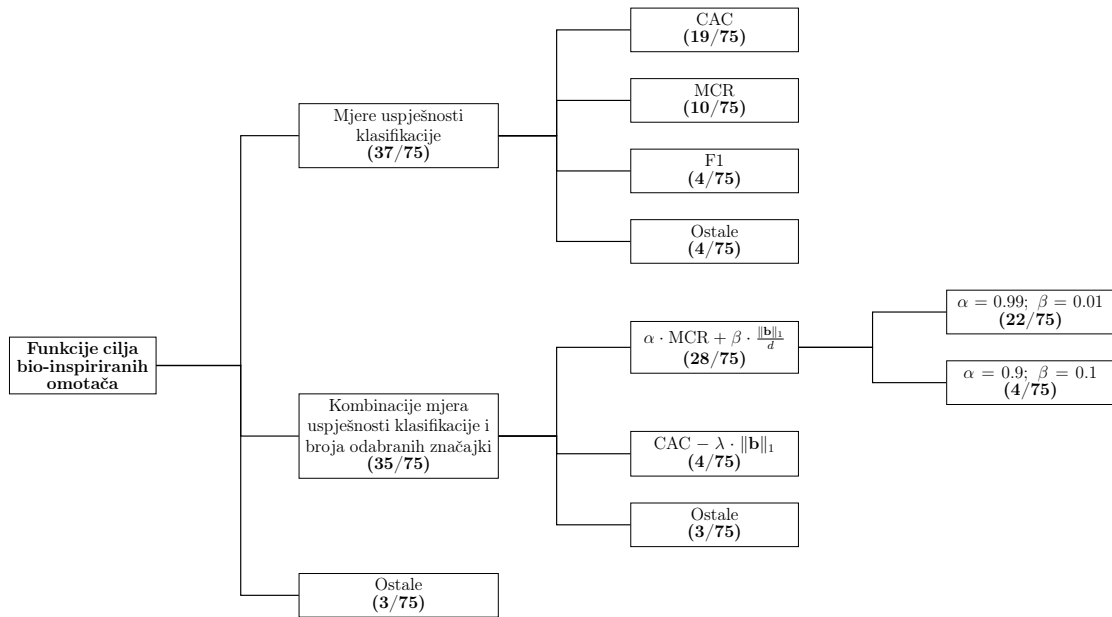 Funkcije cilja
bio-inspiriranih
omotača
Mjere uspješnosti
klasifikacije
(37/75)
CAC
(19/75)
MCR
(10/75)
F1
(4/75)
Ostale
(4/75)
Kombinacije mjera
uspješnosti klasifikacije i
broja odabranih značajki
(35/75)
α · MCR + β · ‖b‖₁/d
(28/75)
α = 0.99; β = 0.01
(22/75)
α = 0.9; β = 0.1
(4/75)
CAC − λ · ‖b‖₁
(4/75)
Ostale
(3/75)
Ostale
(3/75)